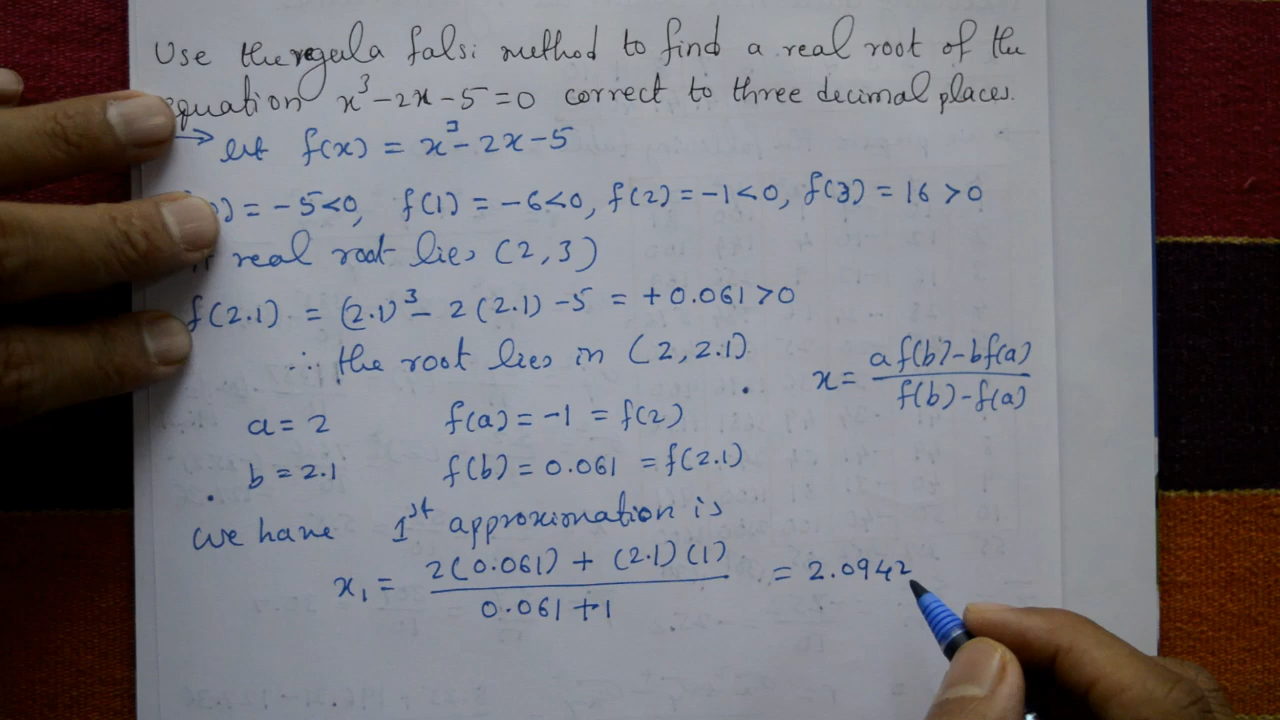 Use the regula falsi method to find a real root of the
equation x³-2x-5=0 correct to three decimal places.
→ let f(x) = x³-2x-5
) = -5<0, f(1) = -6<0, f(2) = -1<0, f(3) = 16 >0
real root lies (2,3)
f(2.1) = (2.1)³ - 2(2.1) -5 = +0.061 >0
∴ the root lies in (2, 2.1)
x = (a f(b) - b f(a)) / (f(b) - f(a))
a = 2 f(a) = -1 = f(2)
b = 2.1 f(b) = 0.061 = f(2.1)
we have 1st approximation is
x₁ = (2(0.061) + (2.1)(1)) / (0.061 + 1) = 2.0942